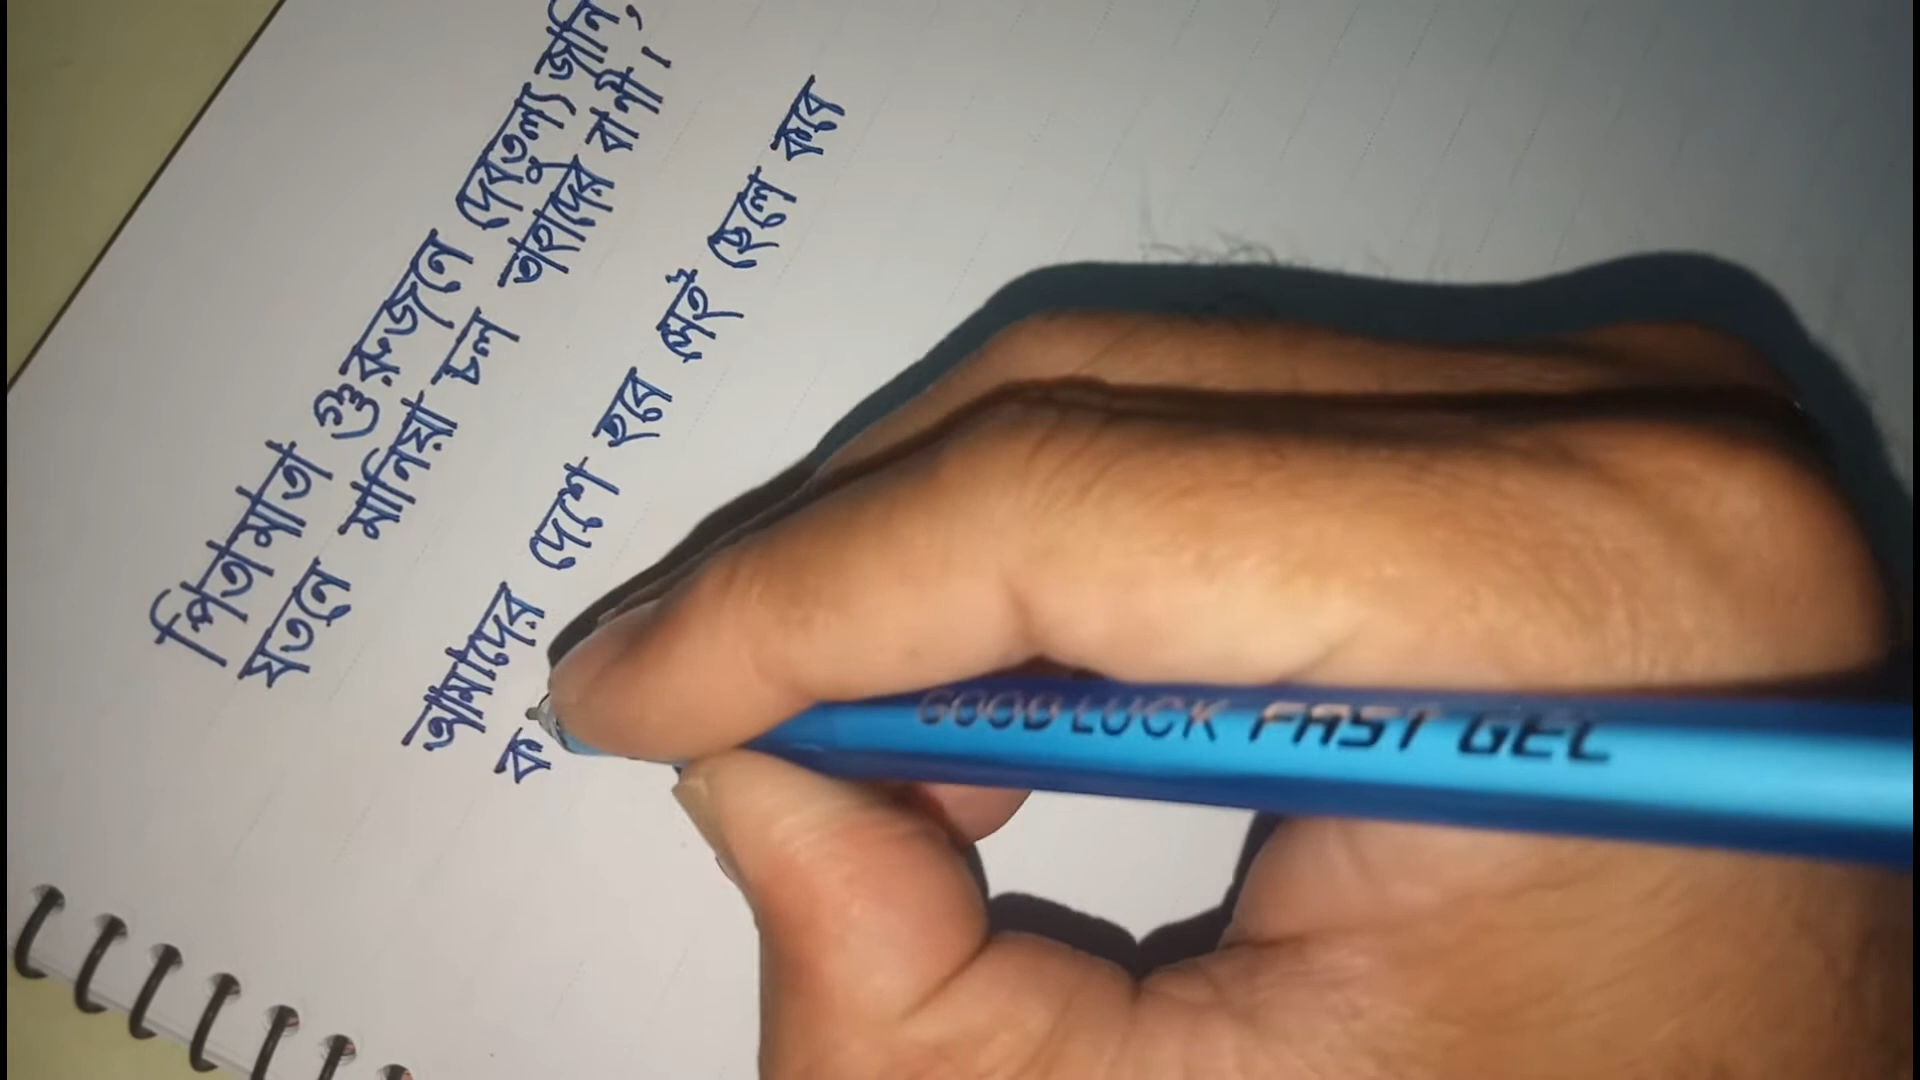 পিতামাতা গুরুজনে দেবতুল্য জানি,
যতনে মানিয়া চল তাহাদের বাণী।
আমাদের দেশে হবে সেই ছেলে কবে
ক
GOOD LUCK FAST GEL